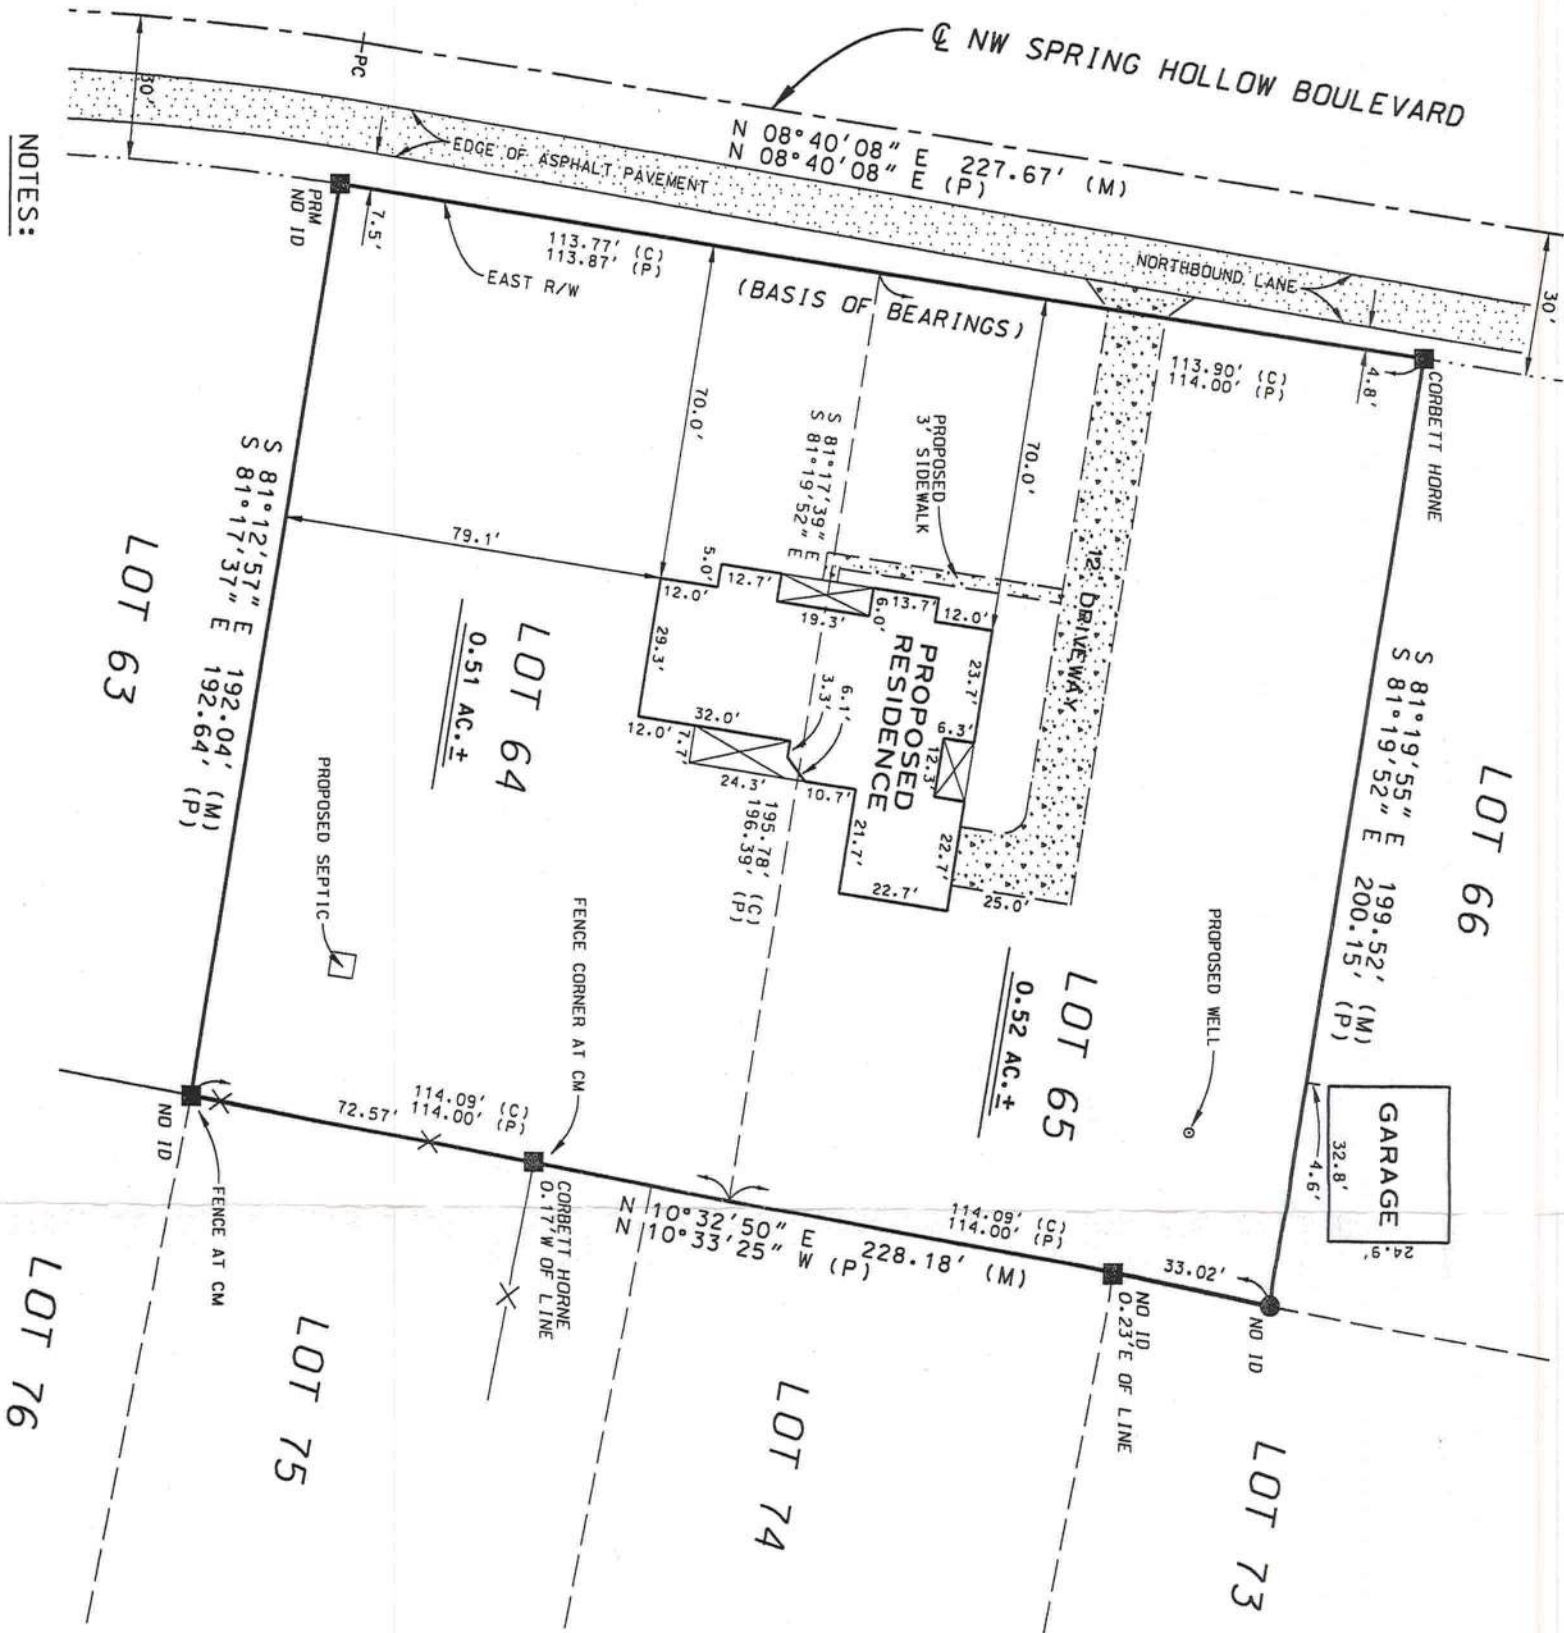 ℄ NW SPRING HOLLOW BOULEVARD
N 08°40'08" E 227.67' (M)
N 08°40'08" E (P)
30'
PC
30'
EDGE OF ASPHALT PAVEMENT
NORTHBOUND LANE
NOTES:
PRM
NO ID
7.5'
113.77' (C)
113.87' (P)
EAST R/W
(BASIS OF BEARINGS)
113.90' (C)
114.00' (P)
4.8'
CORBETT HORNE
70.0'
70.0'
S 81°17'39" E
S 81°19'52" E
PROPOSED
3' SIDEWALK
12' DRIVEWAY
S 81°12'57" E 192.04' (M)
S 81°17'37" E 192.64' (P)
79.1'
LOT 63
LOT 64
0.51 AC.±
5.0'
12.0'
12.7'
19.3'
6.0'
13.7'
12.0'
29.3'
32.0'
12.0'
7.7'
24.3'
3.3'
6.1'
10.7'
21.7'
22.7'
22.7'
12.3'
6.3'
23.7'
25.0'
PROPOSED
RESIDENCE
195.78' (C)
196.39' (P)
S 81°19'55" E 199.52' (M)
S 81°19'52" E 200.15' (P)
LOT 66
LOT 65
0.52 AC.±
PROPOSED WELL
PROPOSED SEPTIC
GARAGE
32.8'
24.9'
4.6'
FENCE CORNER AT CM
72.57'
114.09' (C)
114.00' (P)
NO ID
FENCE AT CM
CORBETT HORNE
0.17'W OF LINE
N 10°32'50" E 228.18' (M)
N 10°33'25" W (P)
114.09' (C)
114.00' (P)
33.02'
NO ID
0.23'E OF LINE
NO ID
LOT 73
LOT 74
LOT 75
LOT 76